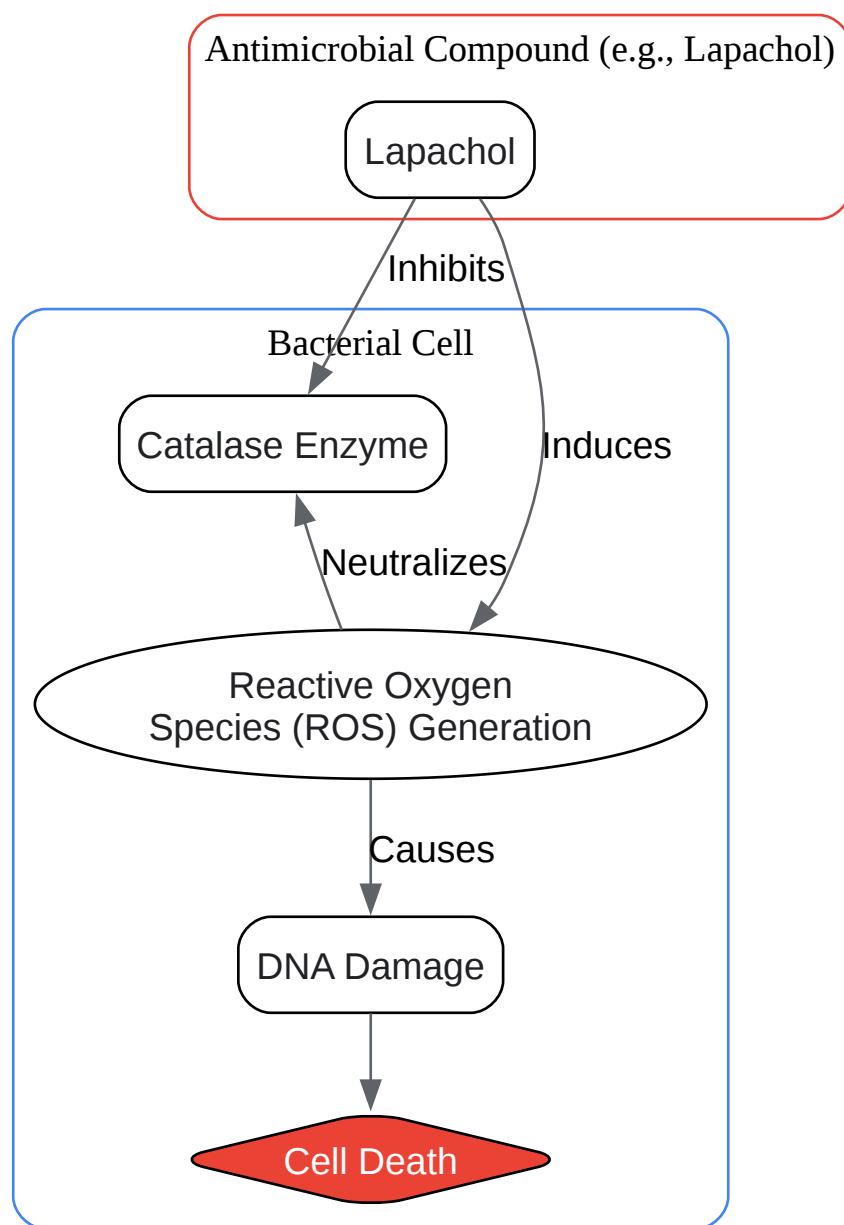 Antimicrobial Compound (e.g., Lapachol)
Lapachol
Inhibits
Bacterial Cell
Catalase Enzyme
Induces
Neutralizes
Reactive Oxygen
Species (ROS) Generation
Causes
DNA Damage
Cell Death